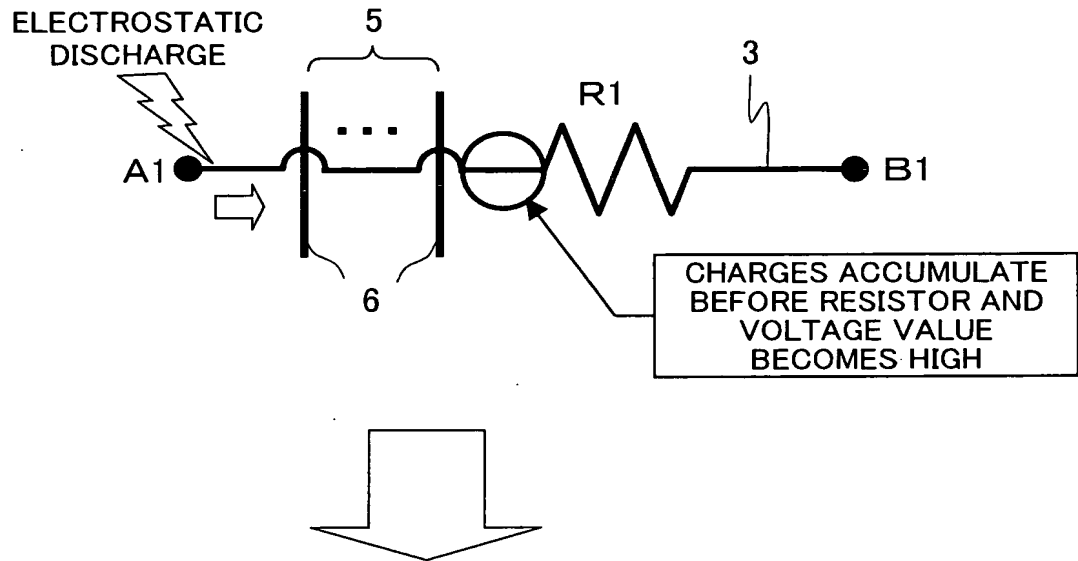 ELECTROSTATIC
DISCHARGE
5
3
R1
A1
B1
6
CHARGES ACCUMULATE
BEFORE RESISTOR AND
VOLTAGE VALUE
BECOMES HIGH